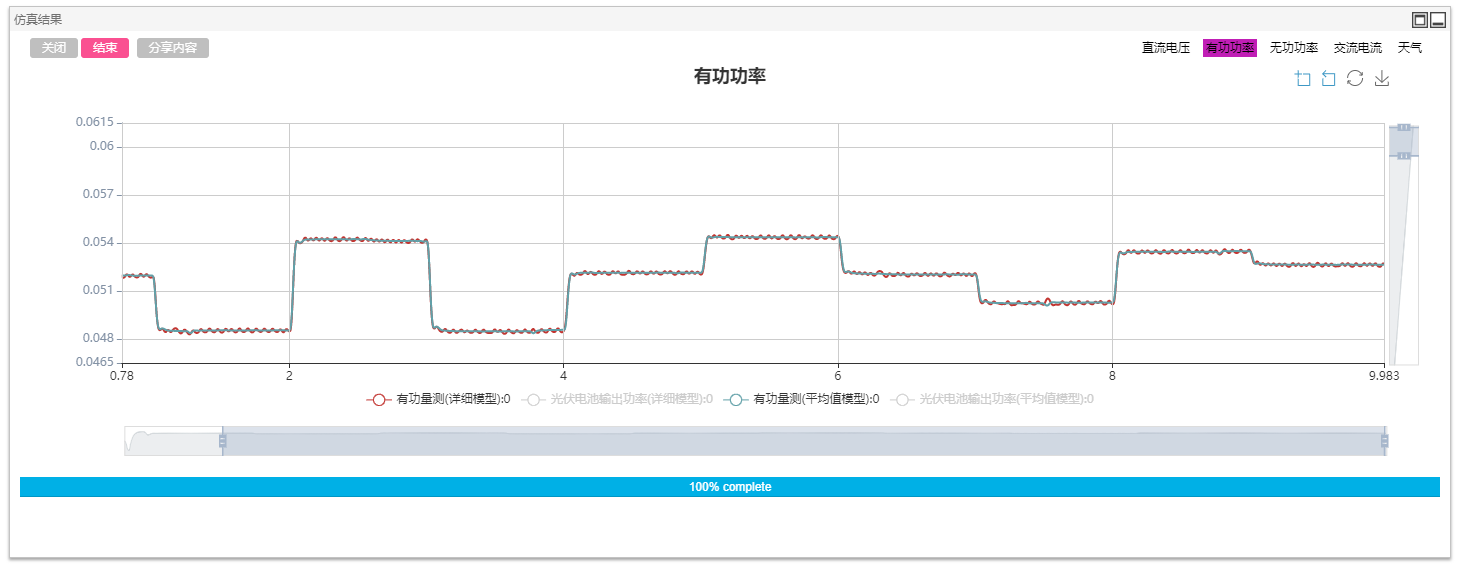 仿真结果
关闭 结束 分享内容 直流电压 有功功率 无功功率 交流电流 天气
有功功率
0.0615
0.06
0.057
0.054
0.051
0.048
0.0465
0.78 2 4 6 8 9.983
有功量测(详细模型):0 光伏电池输出功率(详细模型):0 有功量测(平均值模型):0 光伏电池输出功率(平均值模型):0
100% complete